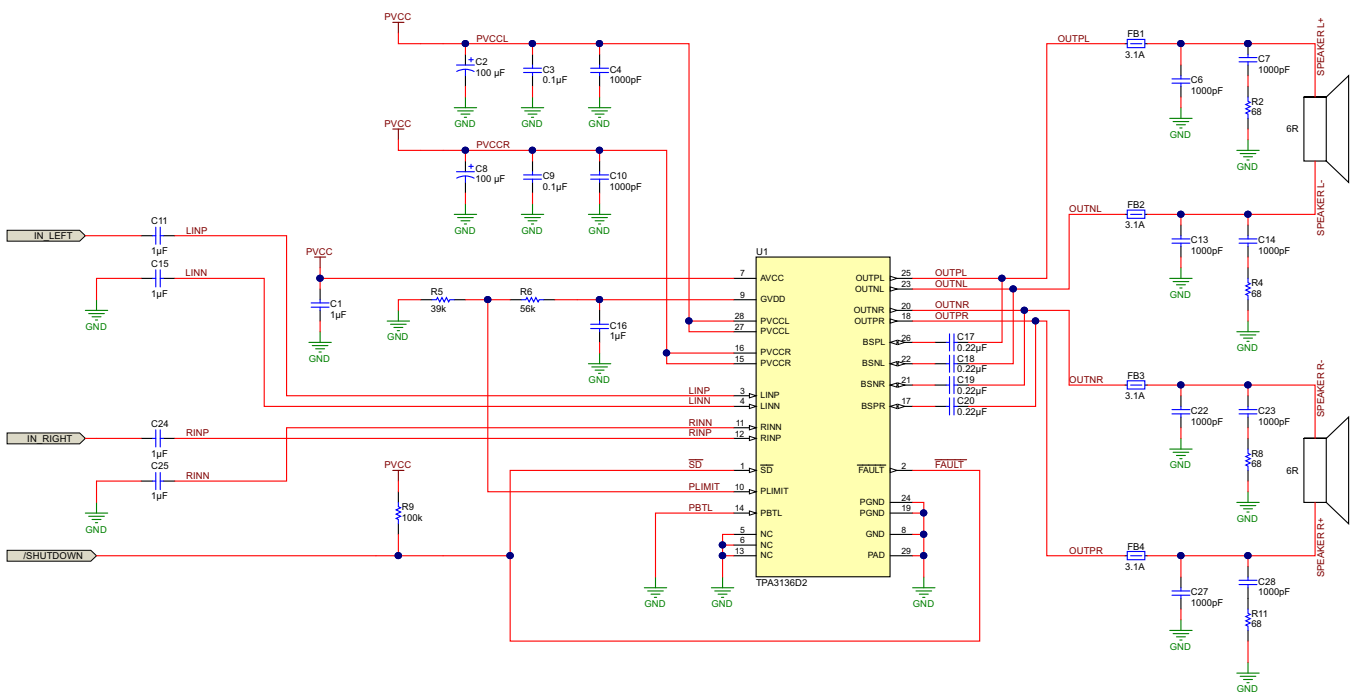 PVCC
PVCCL
C2
100 µF
C3
0.1µF
C4
1000pF
GND
GND
GND
PVCC
PVCCR
C8
100 µF
C9
0.1µF
C10
1000pF
GND
GND
GND
IN_LEFT
C11
1µF
LINP
C15
1µF
LINN
GND
PVCC
C1
1µF
GND
R5
39k
R6
56k
GND
C16
1µF
GND
IN_RIGHT
C24
1µF
RINP
C25
1µF
RINN
GND
PVCC
R9
100k
/SHUTDOWN
LINP
LINN
RINN
RINP
SD
PLIMIT
PBTL
GND
GND
U1
7 AVCC
9 GVDD
28 PVCCL
27 PVCCL
16 PVCCR
15 PVCCR
3 LINP
4 LINN
11 RINN
12 RINP
1 SD
10 PLIMIT
14 PBTL
5 NC
6 NC
13 NC
OUTPL 25
OUTNL 23
OUTNR 20
OUTPR 18
BSPL 26
BSNL 22
BSNR 21
BSPR 17
FAULT 2
PGND 24
PGND 19
GND 8
PAD 29
TPA3136D2
OUTPL
OUTNL
OUTNR
OUTPR
C17
0.22µF
C18
0.22µF
C19
0.22µF
C20
0.22µF
FAULT
GND
OUTPL
FB1
3.1A
C6
1000pF
GND
C7
1000pF
R2
68
GND
SPEAKER L+
6R
SPEAKER L-
OUTNL
FB2
3.1A
C13
1000pF
GND
C14
1000pF
R4
68
GND
OUTNR
FB3
3.1A
C22
1000pF
GND
C23
1000pF
R8
68
GND
SPEAKER R-
6R
SPEAKER R+
OUTPR
FB4
3.1A
C27
1000pF
GND
C28
1000pF
R11
68
GND